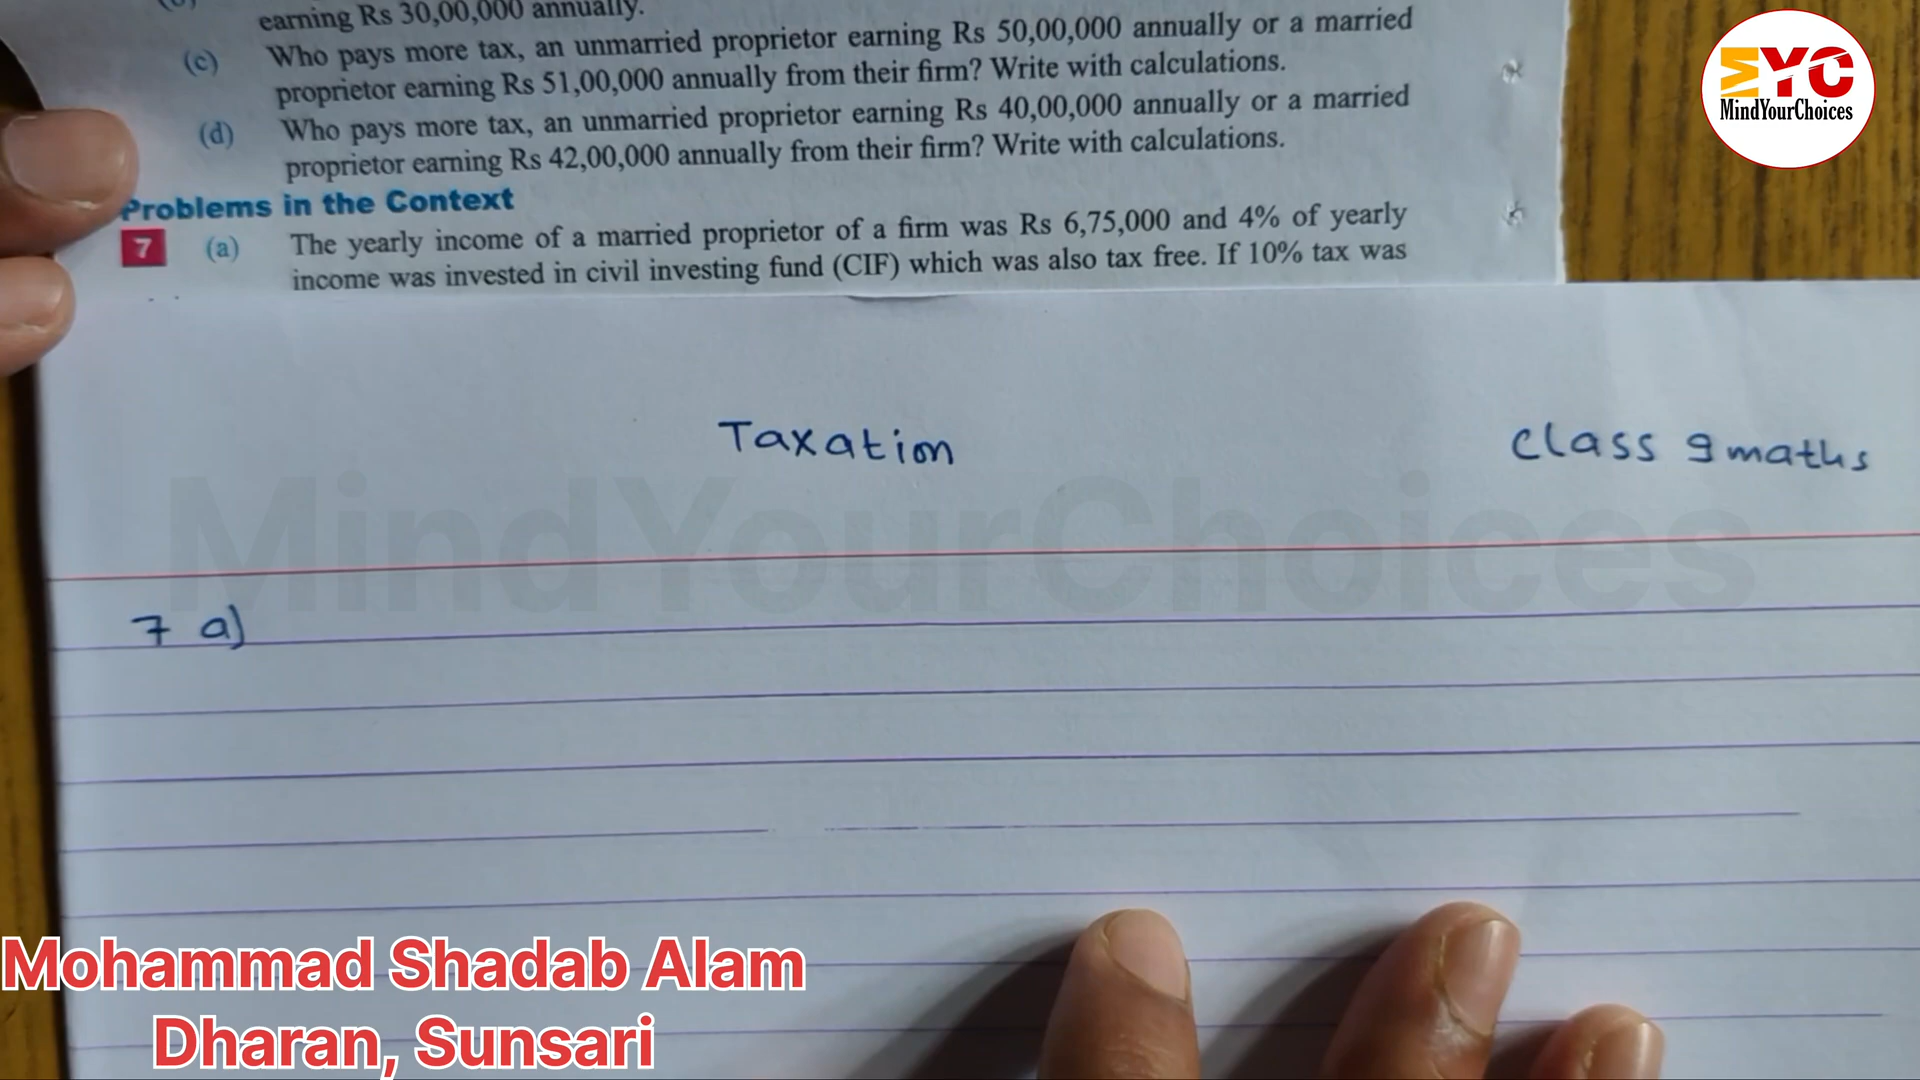 earning Rs 30,00,000 annually.
(c) Who pays more tax, an unmarried proprietor earning Rs 50,00,000 annually or a married
proprietor earning Rs 51,00,000 annually from their firm? Write with calculations.
(d) Who pays more tax, an unmarried proprietor earning Rs 40,00,000 annually or a married
proprietor earning Rs 42,00,000 annually from their firm? Write with calculations.
Problems in the Context
7 (a) The yearly income of a married proprietor of a firm was Rs 6,75,000 and 4% of yearly
income was invested in civil investing fund (CIF) which was also tax free. If 10% tax was
MYC
MindYourChoices
Taxation
Class 9 maths
MindYourChoices
7 a)
Mohammad Shadab Alam
Dharan, Sunsari